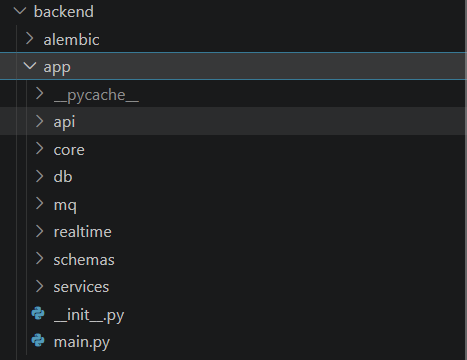 backend
alembic
app
__pycache__
api
core
db
mq
realtime
schemas
services
__init__.py
main.py